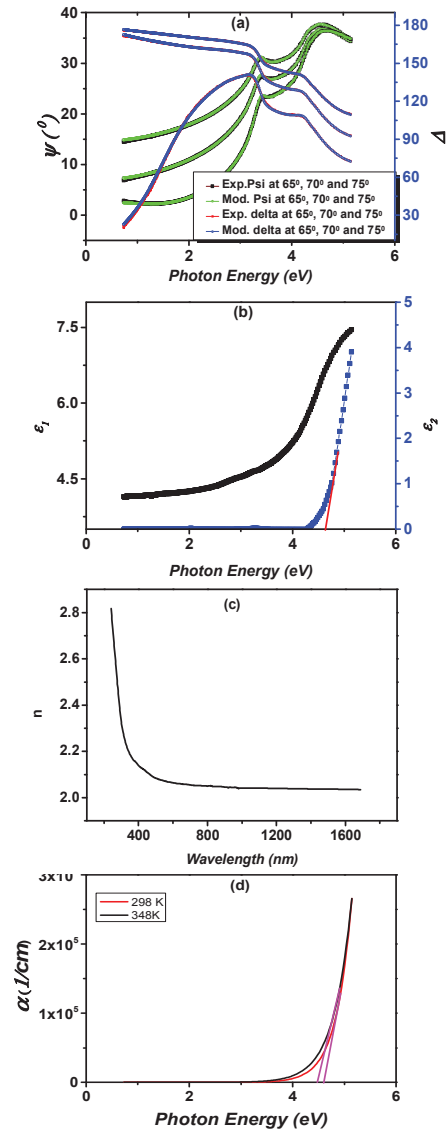 (a)
40
30
20
10
0
180
150
120
90
60
30
ψ (⁰)
Δ
Exp.Psi at 65⁰, 70⁰ and 75⁰
Mod. Psi at 65⁰, 70⁰ and 75⁰
Exp. delta at 65⁰, 70⁰ and 75⁰
Mod. delta at 65⁰, 70⁰ and 75⁰
0 2 4 6
Photon Energy (eV)
(b)
7.5
6.0
4.5
5
4
3
2
1
0
ε₁
ε₂
0 2 4 6
Photon Energy (eV)
(c)
2.8
2.6
2.4
2.2
2.0
n
400 800 1200 1600
Wavelength (nm)
(d)
3x10
2x10⁵
1x10⁵
0
α (1/cm)
298 K
348K
0 2 4 6
Photon Energy (eV)